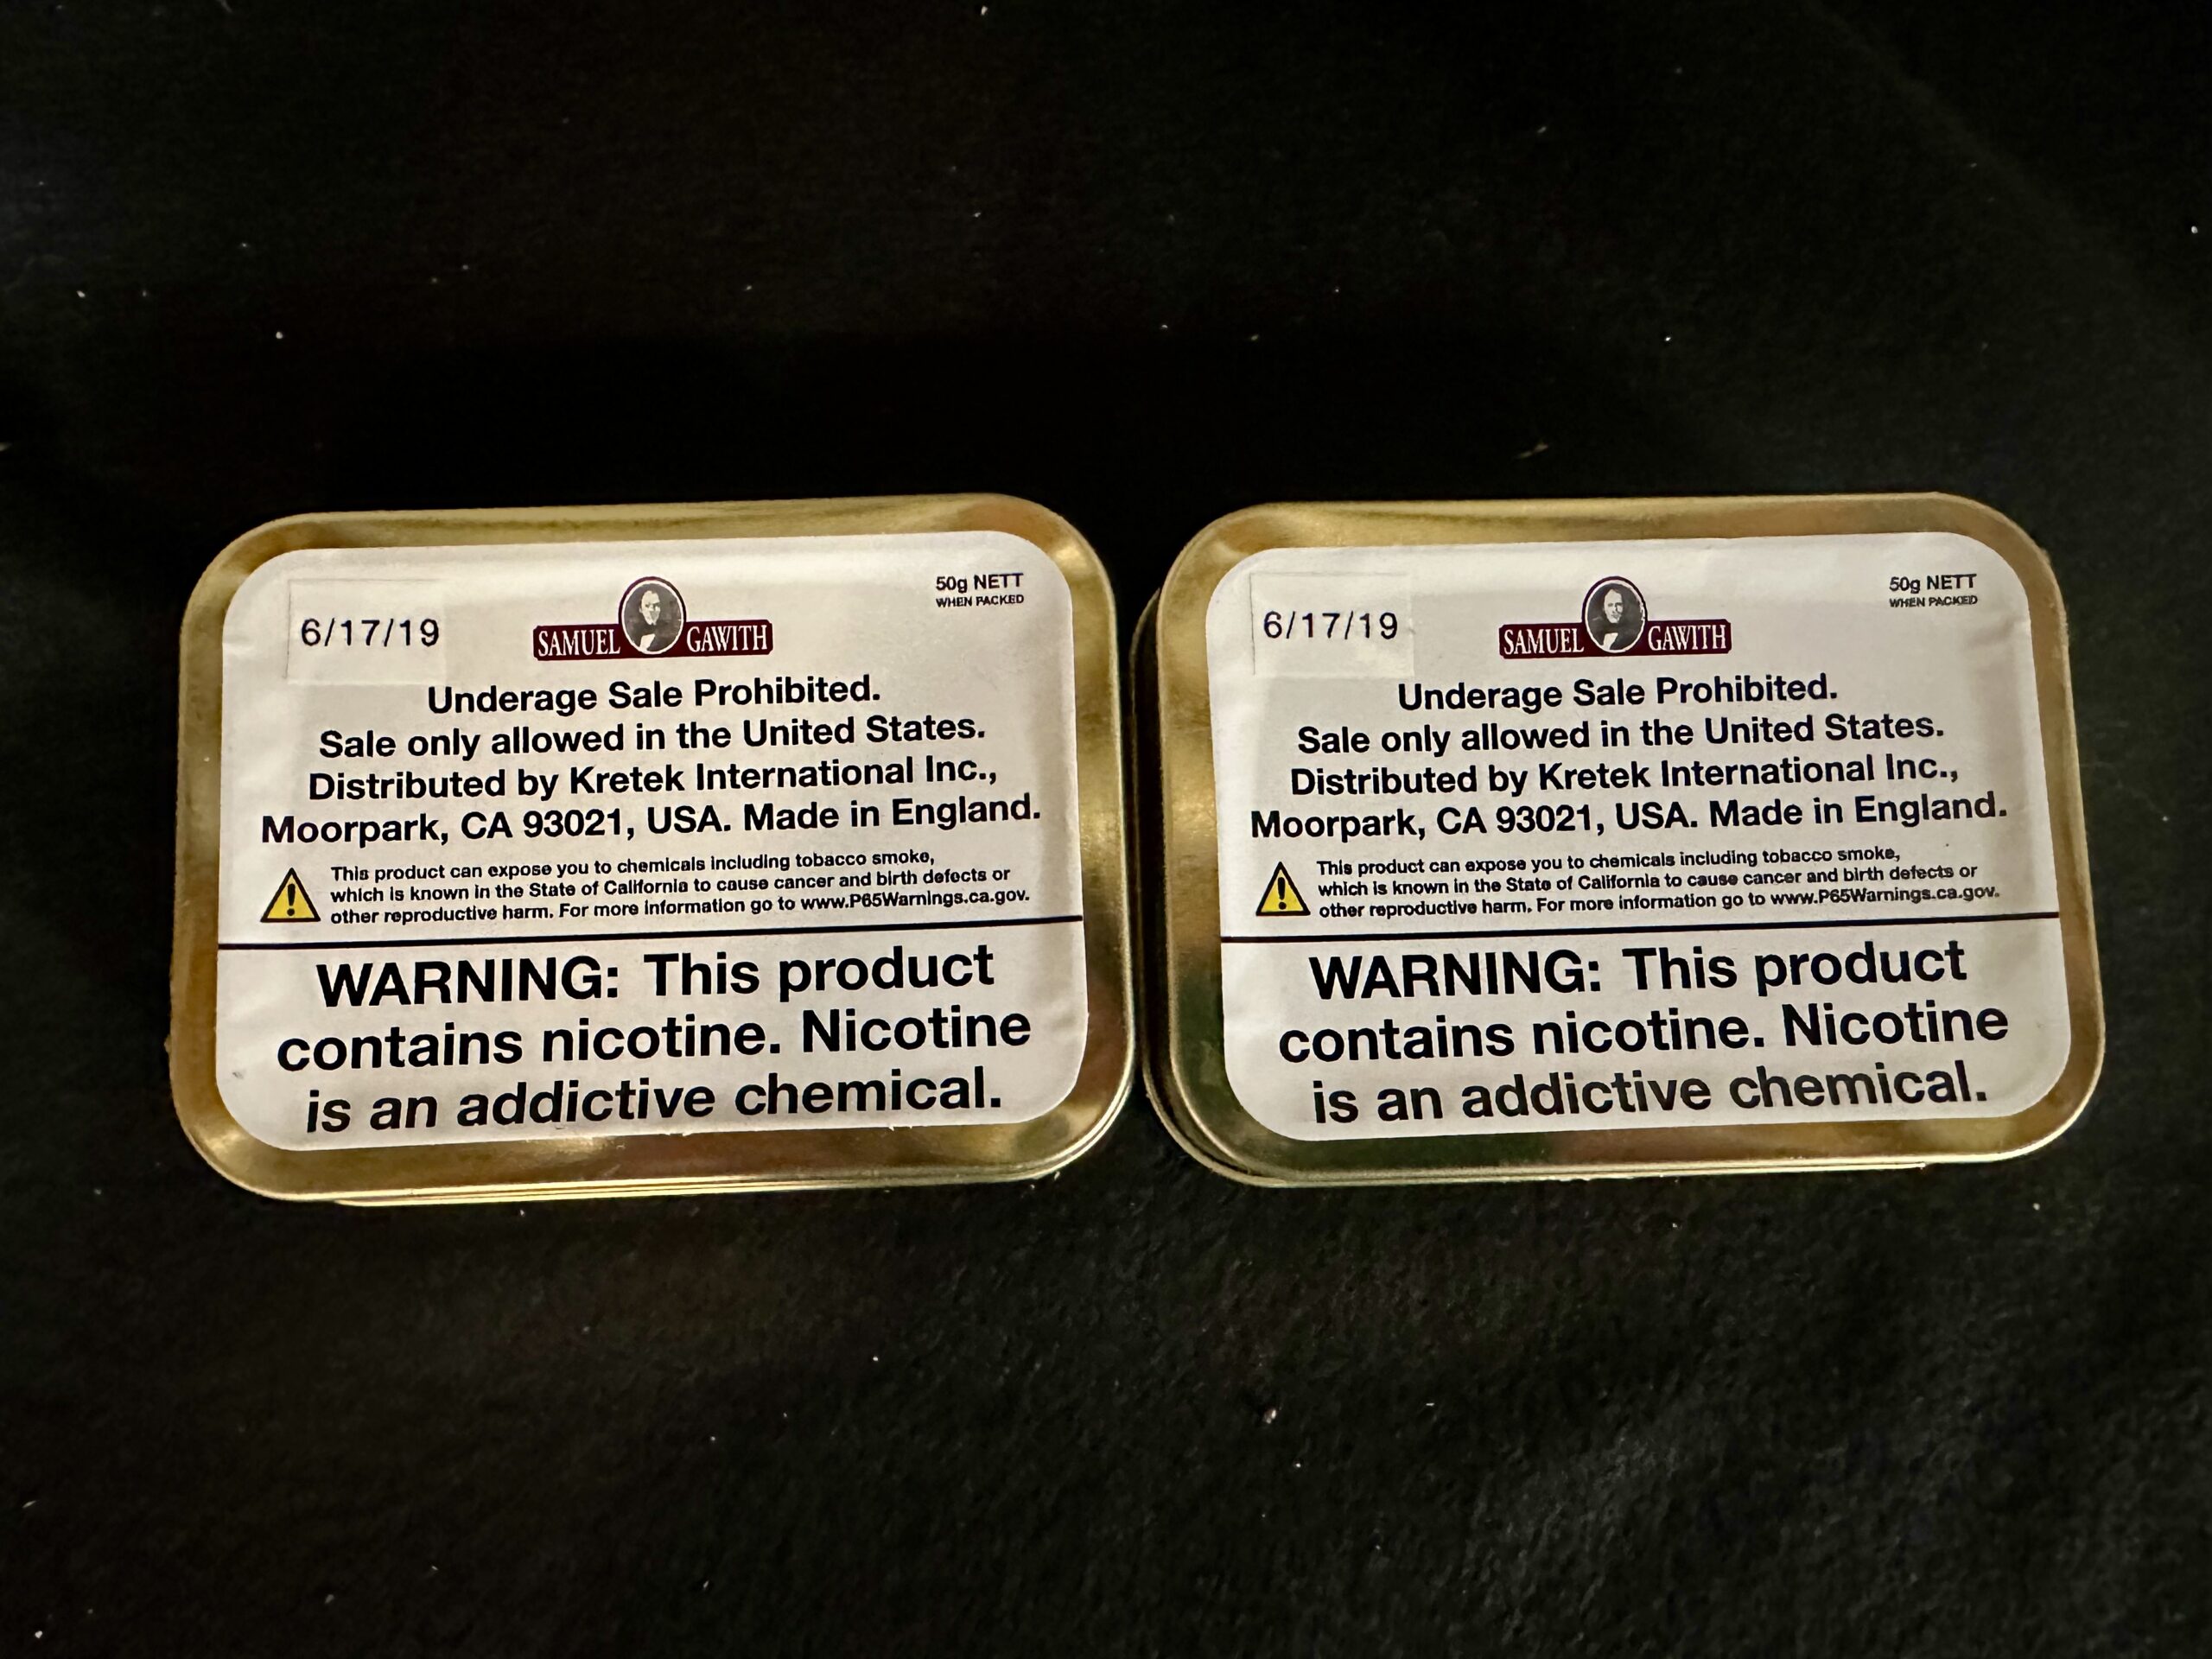 6/17/19
SAMUEL GAWITH
50g NETT
WHEN PACKED
Underage Sale Prohibited.
Sale only allowed in the United States.
Distributed by Kretek International Inc.,
Moorpark, CA 93021, USA. Made in England.
This product can expose you to chemicals including tobacco smoke,
which is known in the State of California to cause cancer and birth defects or
other reproductive harm. For more information go to www.P65Warnings.ca.gov.
WARNING: This product
contains nicotine. Nicotine
is an addictive chemical.
6/17/19
SAMUEL GAWITH
50g NETT
WHEN PACKED
Underage Sale Prohibited.
Sale only allowed in the United States.
Distributed by Kretek International Inc.,
Moorpark, CA 93021, USA. Made in England.
This product can expose you to chemicals including tobacco smoke,
which is known in the State of California to cause cancer and birth defects or
other reproductive harm. For more information go to www.P65Warnings.ca.gov.
WARNING: This product
contains nicotine. Nicotine
is an addictive chemical.